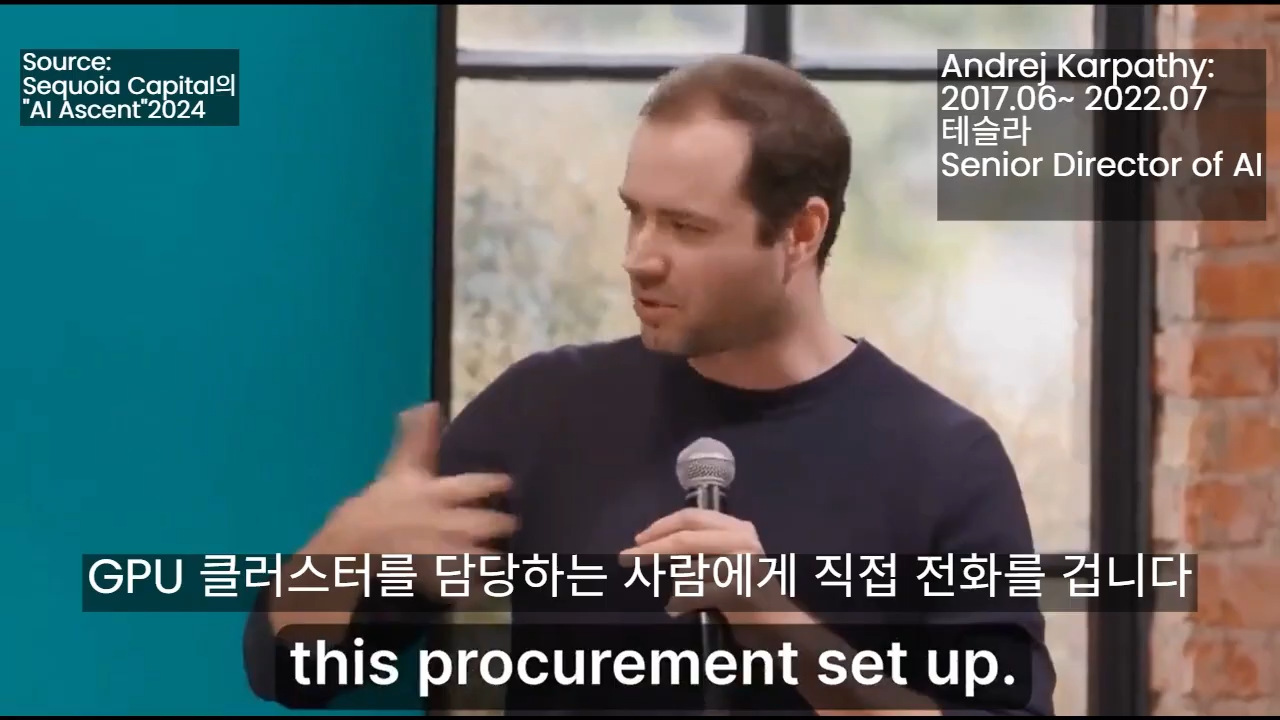 Source:
Sequoia Capital의
"AI Ascent"2024
Andrej Karpathy:
2017.06~ 2022.07
테슬라
Senior Director of AI
GPU 클러스터를 담당하는 사람에게 직접 전화를 겁니다
this procurement set up.